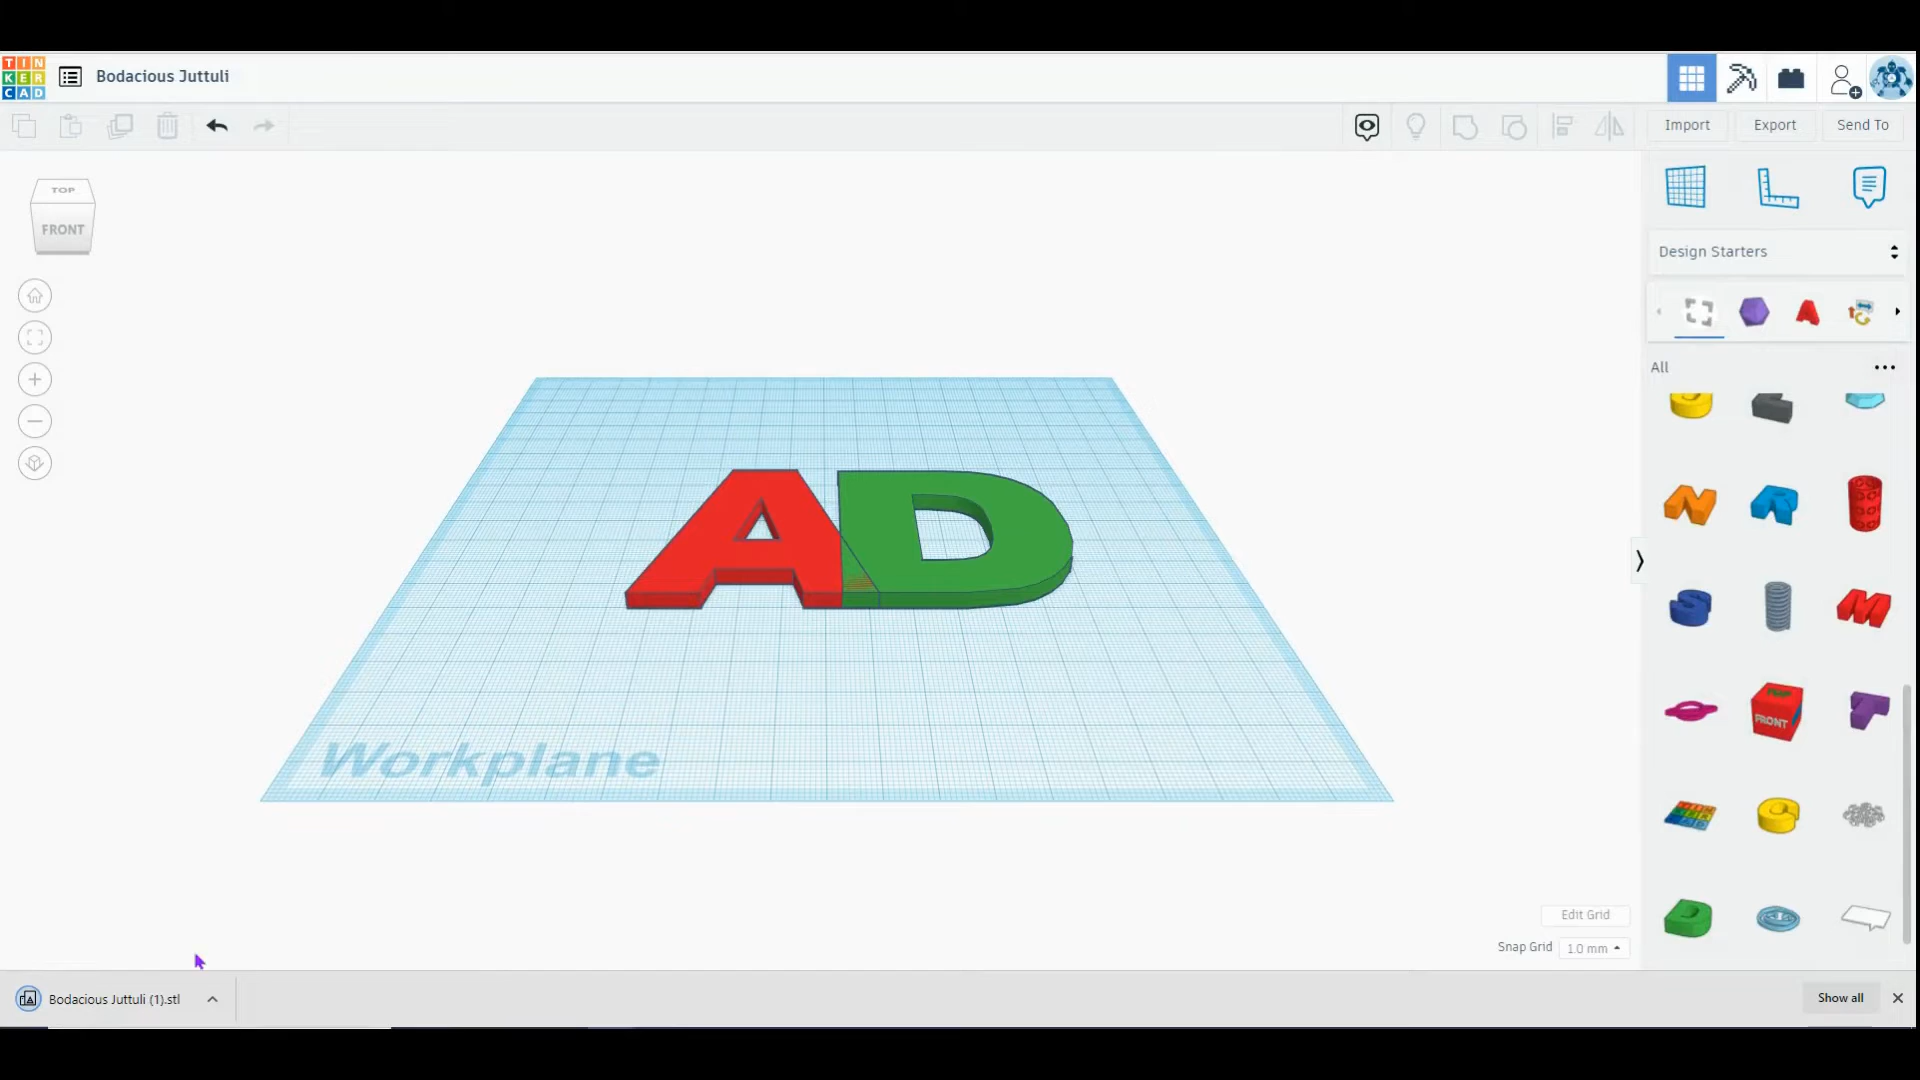 TIN
KER
CAD
Bodacious Juttuli
Import
Export
Send To
TOP
FRONT
Design Starters
All
AD
FRONT
Workplane
Edit Grid
Snap Grid
1.0 mm
Bodacious Juttuli (1).stl
Show all